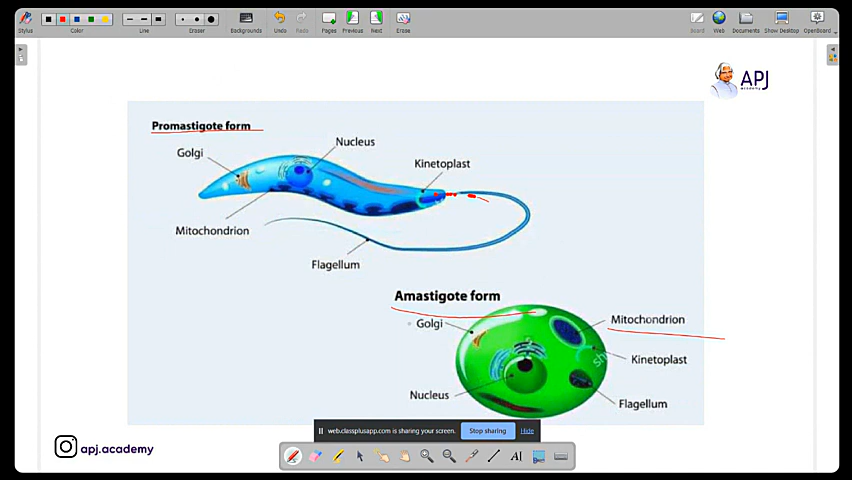 Stylus
Color
Line
Eraser
Backgrounds
Undo
Redo
Pages
Previous
Next
Erase
Board
Web
Documents
Show Desktop
OpenBoard
APJ
academy
Promastigote form
Golgi
Nucleus
Kinetoplast
Mitochondrion
Flagellum
Amastigote form
Golgi
Mitochondrion
Kinetoplast
Nucleus
Flagellum
web.classplusapp.com is sharing your screen.
Stop sharing
Hide
apj.academy
AI